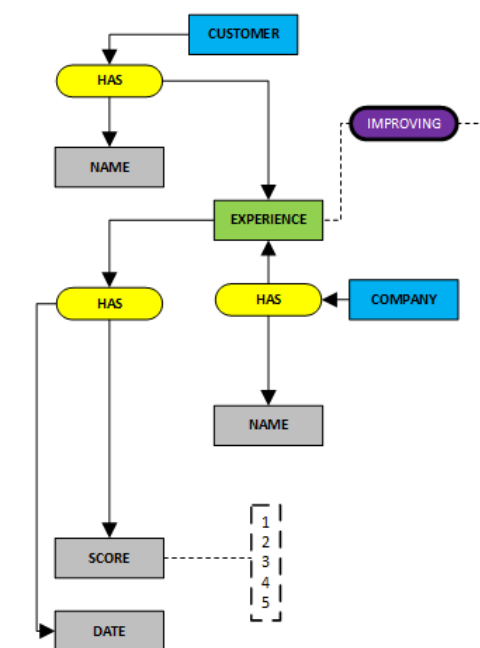 CUSTOMER
HAS
IMPROVING
NAME
EXPERIENCE
HAS
HAS
COMPANY
NAME
1
2
SCORE
3
4
5
DATE